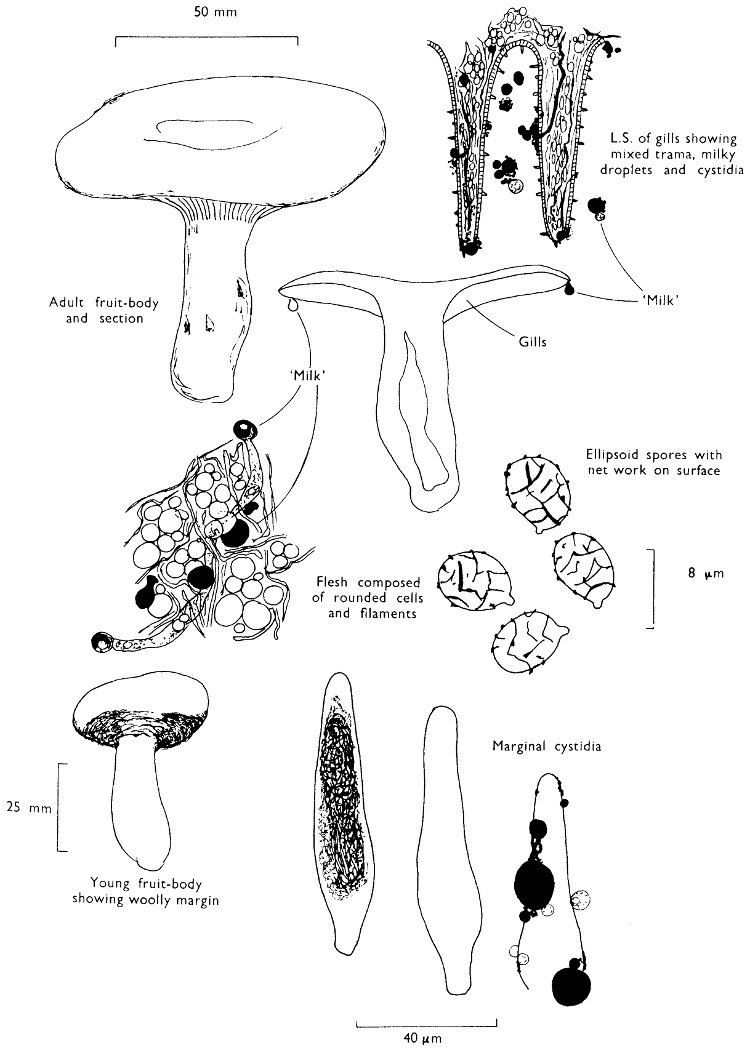 50 mm
L.S. of gills showing
mixed trama, milky
droplets and cystidia
Adult fruit-body
and section
'Milk'
Gills
'Milk'
Ellipsoid spores with
net work on surface
8 µm
Flesh composed
of rounded cells
and filaments
Marginal cystidia
25 mm
Young fruit-body
showing woolly margin
40 µm